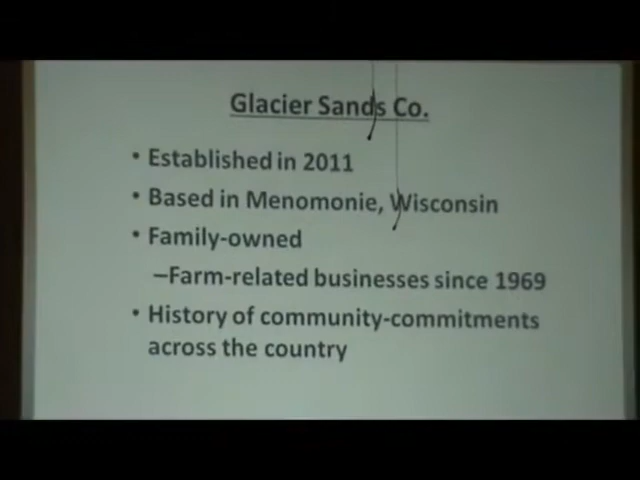 Glacier Sands Co.
• Established in 2011
• Based in Menomonie, Wisconsin
• Family-owned
–Farm-related businesses since 1969
• History of community-commitments
across the country